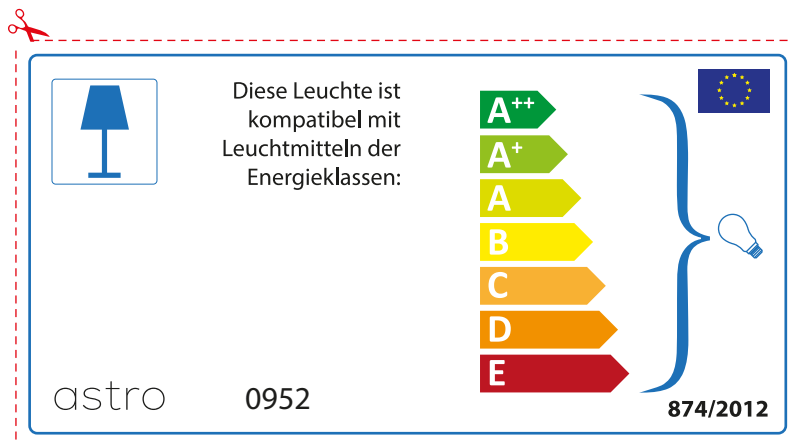 Diese Leuchte ist
kompatibel mit
Leuchtmitteln der
Energieklassen:
A++
A+
A
B
C
D
E
astro
0952
874/2012